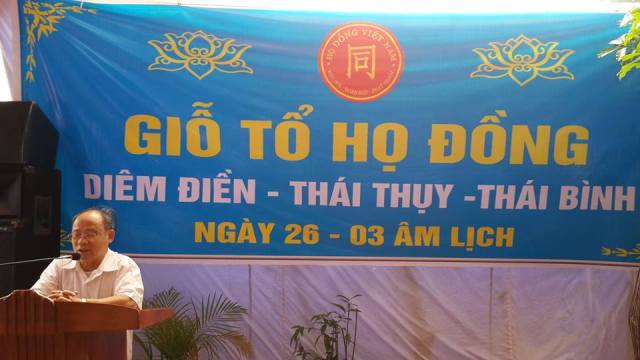 HỌ ĐỒNG VIỆT NAM
同
GIỖ TỔ HỌ ĐỒNG
DIÊM ĐIỀN - THÁI THỤY -THÁI BÌNH
NGÀY 26 - 03 ÂM LỊCH